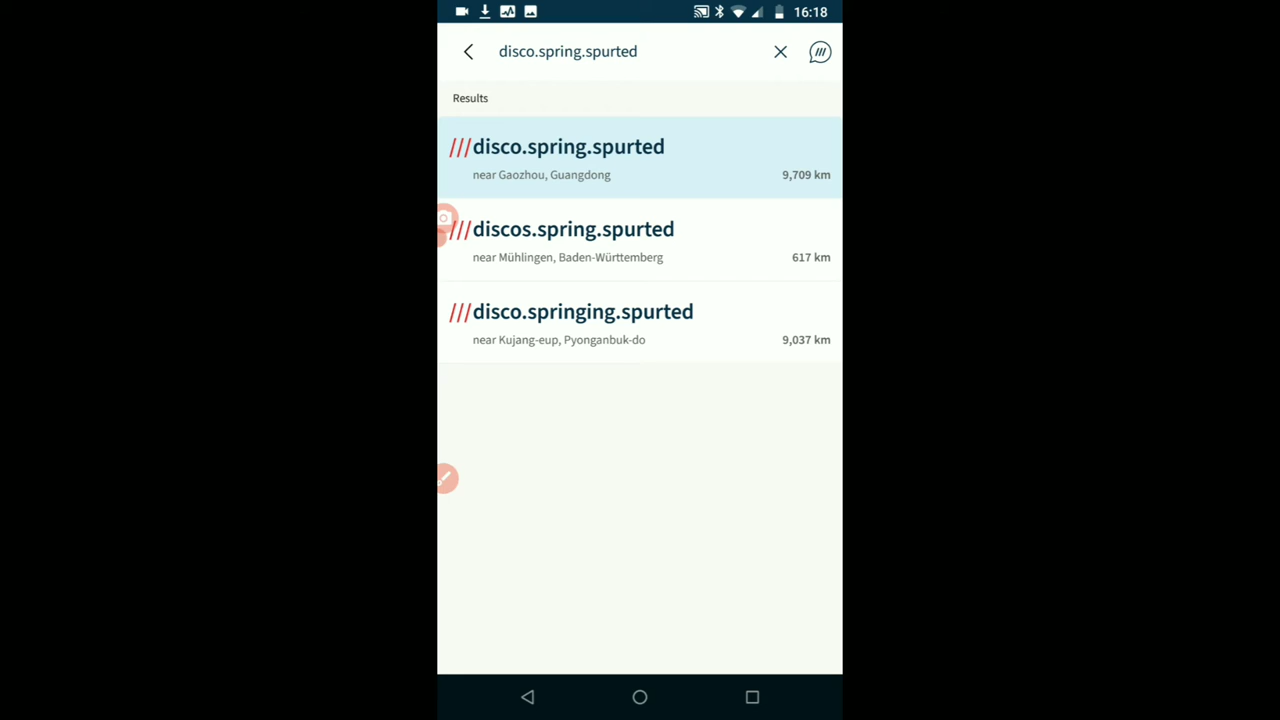 16:18
disco.spring.spurted
Results
///disco.spring.spurted
near Gaozhou, Guangdong 9,709 km
///discos.spring.spurted
near Mühlingen, Baden-Württemberg 617 km
///disco.springing.spurted
near Kujang-eup, Pyonganbuk-do 9,037 km